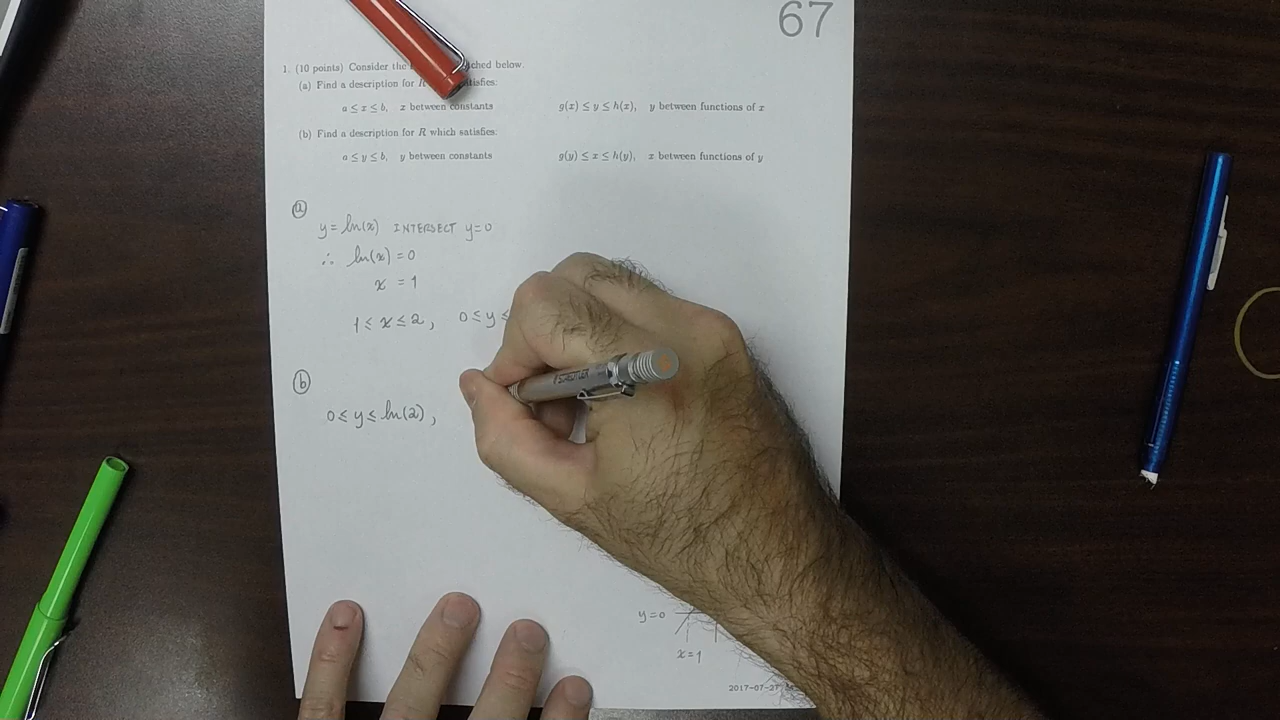 67
1. (10 points) Consider the ched below.
(a) Find a description for R tisfies:
a ≤ x ≤ b, x between constants g(x) ≤ y ≤ h(x), y between functions of x
(b) Find a description for R which satisfies:
a ≤ y ≤ b, y between constants g(y) ≤ x ≤ h(y), x between functions of y
(a)
y = ln(x) INTERSECT y=0
∴ ln(x) = 0
x = 1
1 ≤ x ≤ 2, 0 ≤ y ≤
(b)
0 ≤ y ≤ ln(2),
STAEDTLER
y=0
x=1
2017-07-27